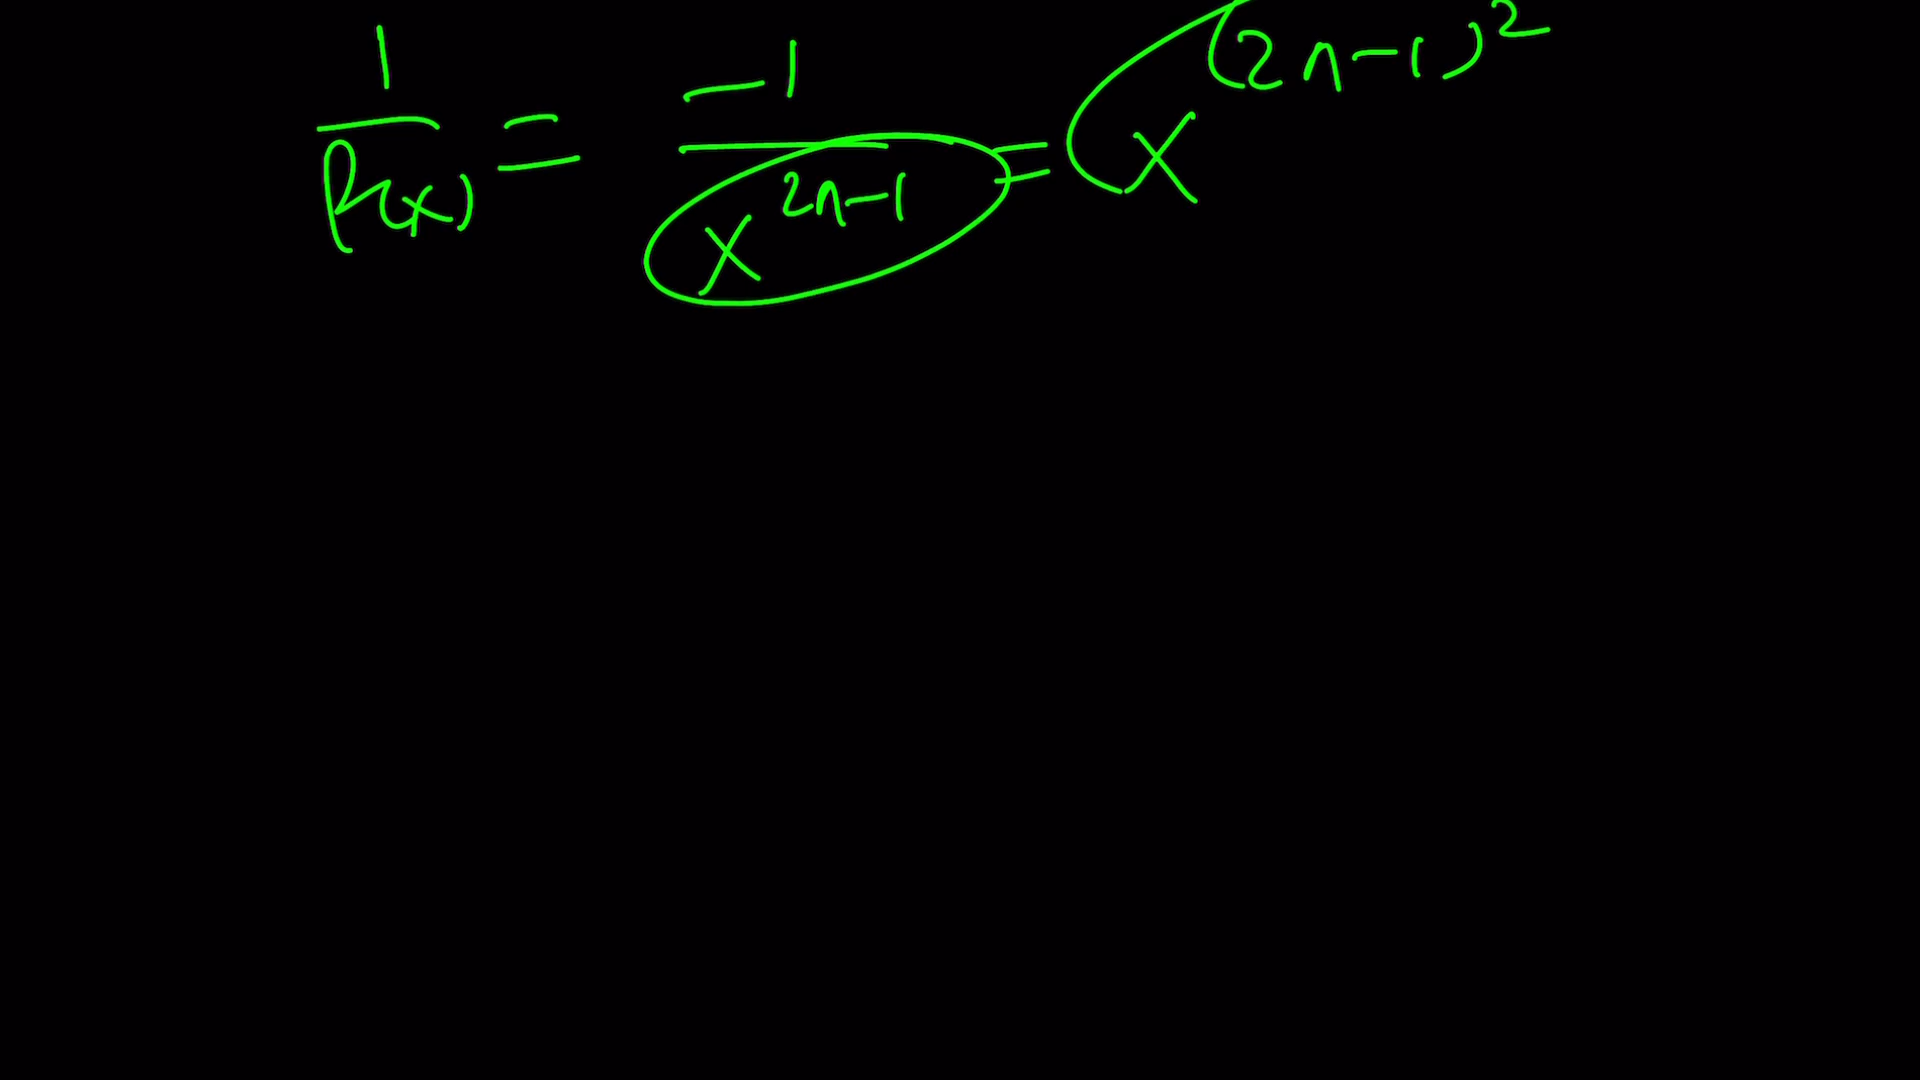 1/f(x) = -1/x^{2n-1} = x^{(2n-1)^2}